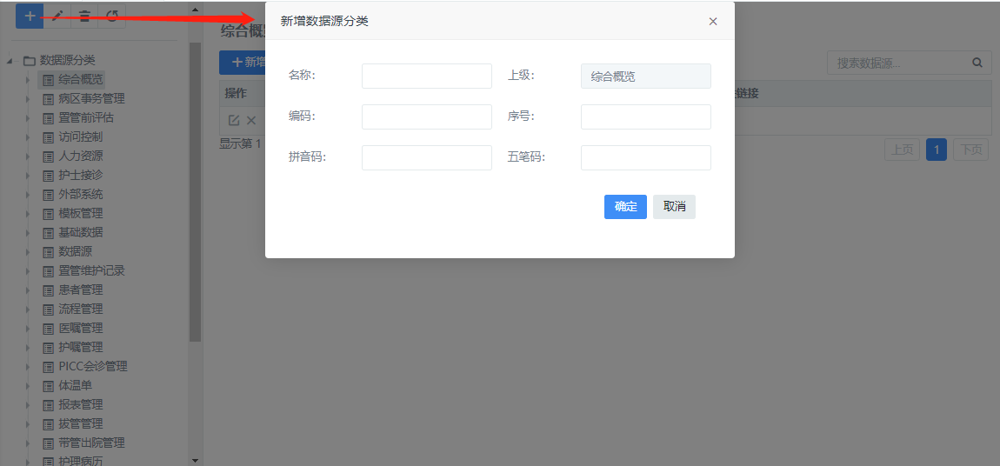 新增数据源分类
×
名称：
上级：
综合概览
编码：
序号：
拼音码：
五笔码：
确定
取消
数据源分类
综合概览
病区事务管理
置管前评估
访问控制
人力资源
护士接诊
外部系统
模板管理
基础数据
数据源
置管维护记录
患者管理
流程管理
医嘱管理
护嘱管理
PICC会诊管理
体温单
报表管理
拔管管理
带管出院管理
护理病历
综合概
新增
搜索数据源...
操作
链接
显示第 1
上页
1
下页